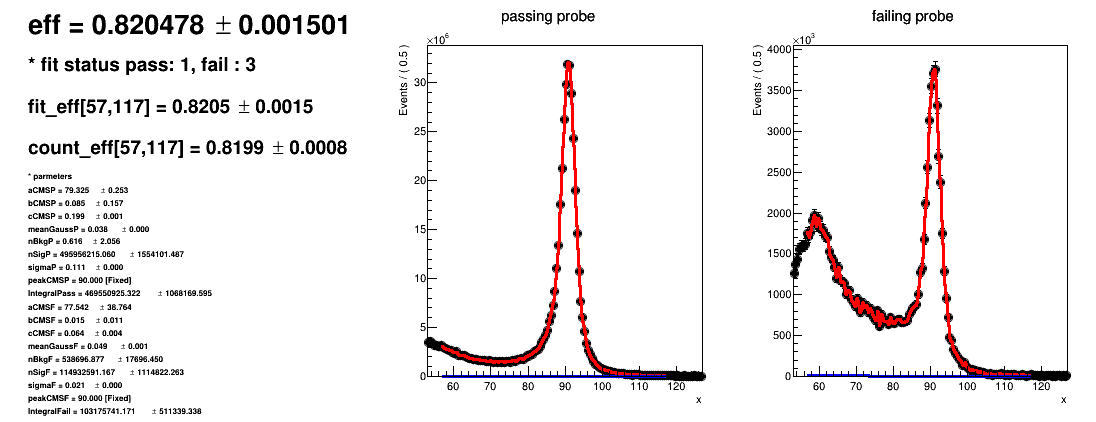 eff = 0.820478 ± 0.001501
* fit status pass: 1, fail : 3
fit_eff[57,117] = 0.8205 ± 0.0015
count_eff[57,117] = 0.8199 ± 0.0008
* parmeters
aCMSP = 79.325 ± 0.253
bCMSP = 0.085 ± 0.157
cCMSP = 0.199 ± 0.001
meanGaussP = 0.038 ± 0.000
nBkgP = 0.616 ± 2.056
nSigP = 495956215.060 ± 1554101.487
sigmaP = 0.111 ± 0.000
peakCMSP = 90.000 [Fixed]
IntegralPass = 469550925.322 ± 1068169.595
aCMSF = 77.542 ± 38.764
bCMSF = 0.015 ± 0.011
cCMSF = 0.064 ± 0.004
meanGaussF = 0.049 ± 0.001
nBkgF = 538696.877 ± 17696.450
nSigF = 114932591.167 ± 1114822.263
sigmaF = 0.021 ± 0.000
peakCMSF = 90.000 [Fixed]
IntegralFail = 103175741.171 ± 511339.338
passing probe
×10⁶
Events / ( 0.5 )
30
25
20
15
10
5
0
60 70 80 90 100 110 120
x
failing probe
×10³
Events / ( 0.5 )
4000
3500
3000
2500
2000
1500
1000
500
0
60 70 80 90 100 110 120
x